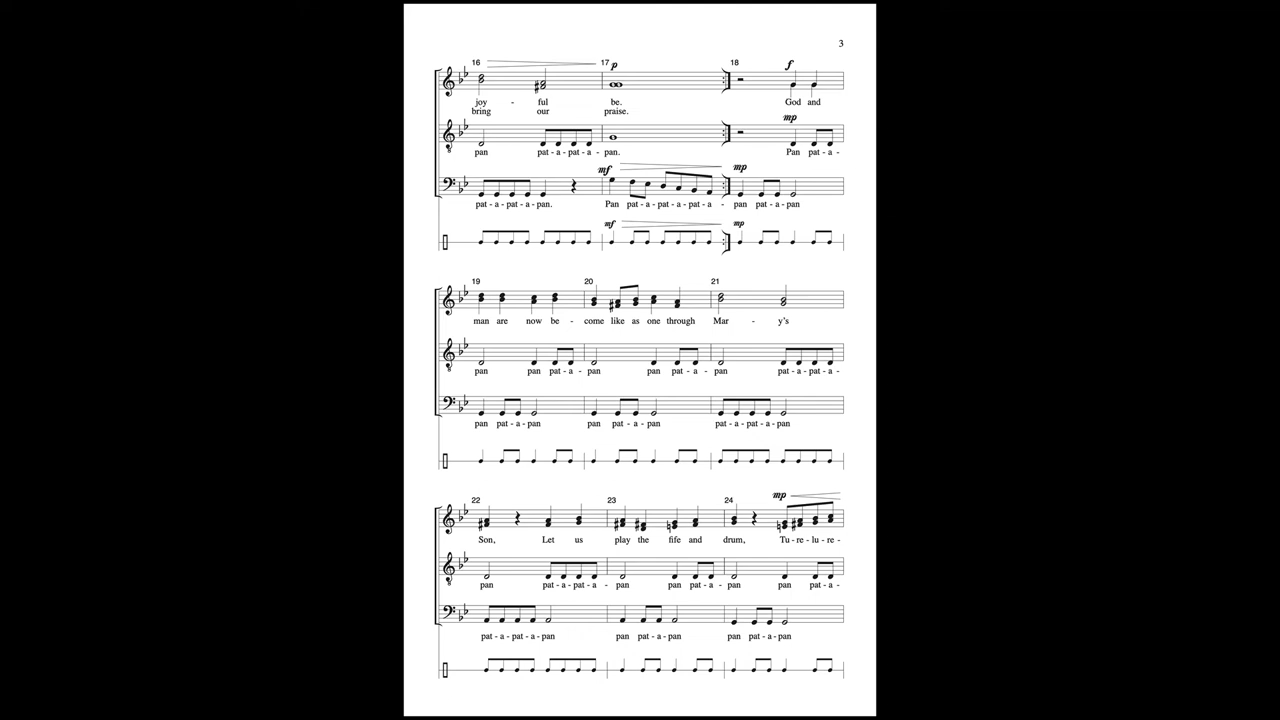 3
16 17 p 18 f
joy - ful be. God and
bring our praise.
mp
pan pat - a - pat - a - pan. Pan pat - a -
mf mp
pat - a - pat - a - pan. Pan pat - a - pat - a - pat - a - pan pat - a - pan
mf mp
19 20 21
man are now be - come like as one through Mar - y's
pan pan pat - a - pan pan pat - a - pan pat - a - pat - a -
pan pat - a - pan pan pat - a - pan pat - a - pat - a - pan
22 23 24 mp
Son, Let us play the fife and drum, Tu - re - lu - re -
pan pat - a - pat - a - pan pan pat - a - pan pan pat - a -
pat - a - pat - a - pan pan pat - a - pan pan pat - a - pan